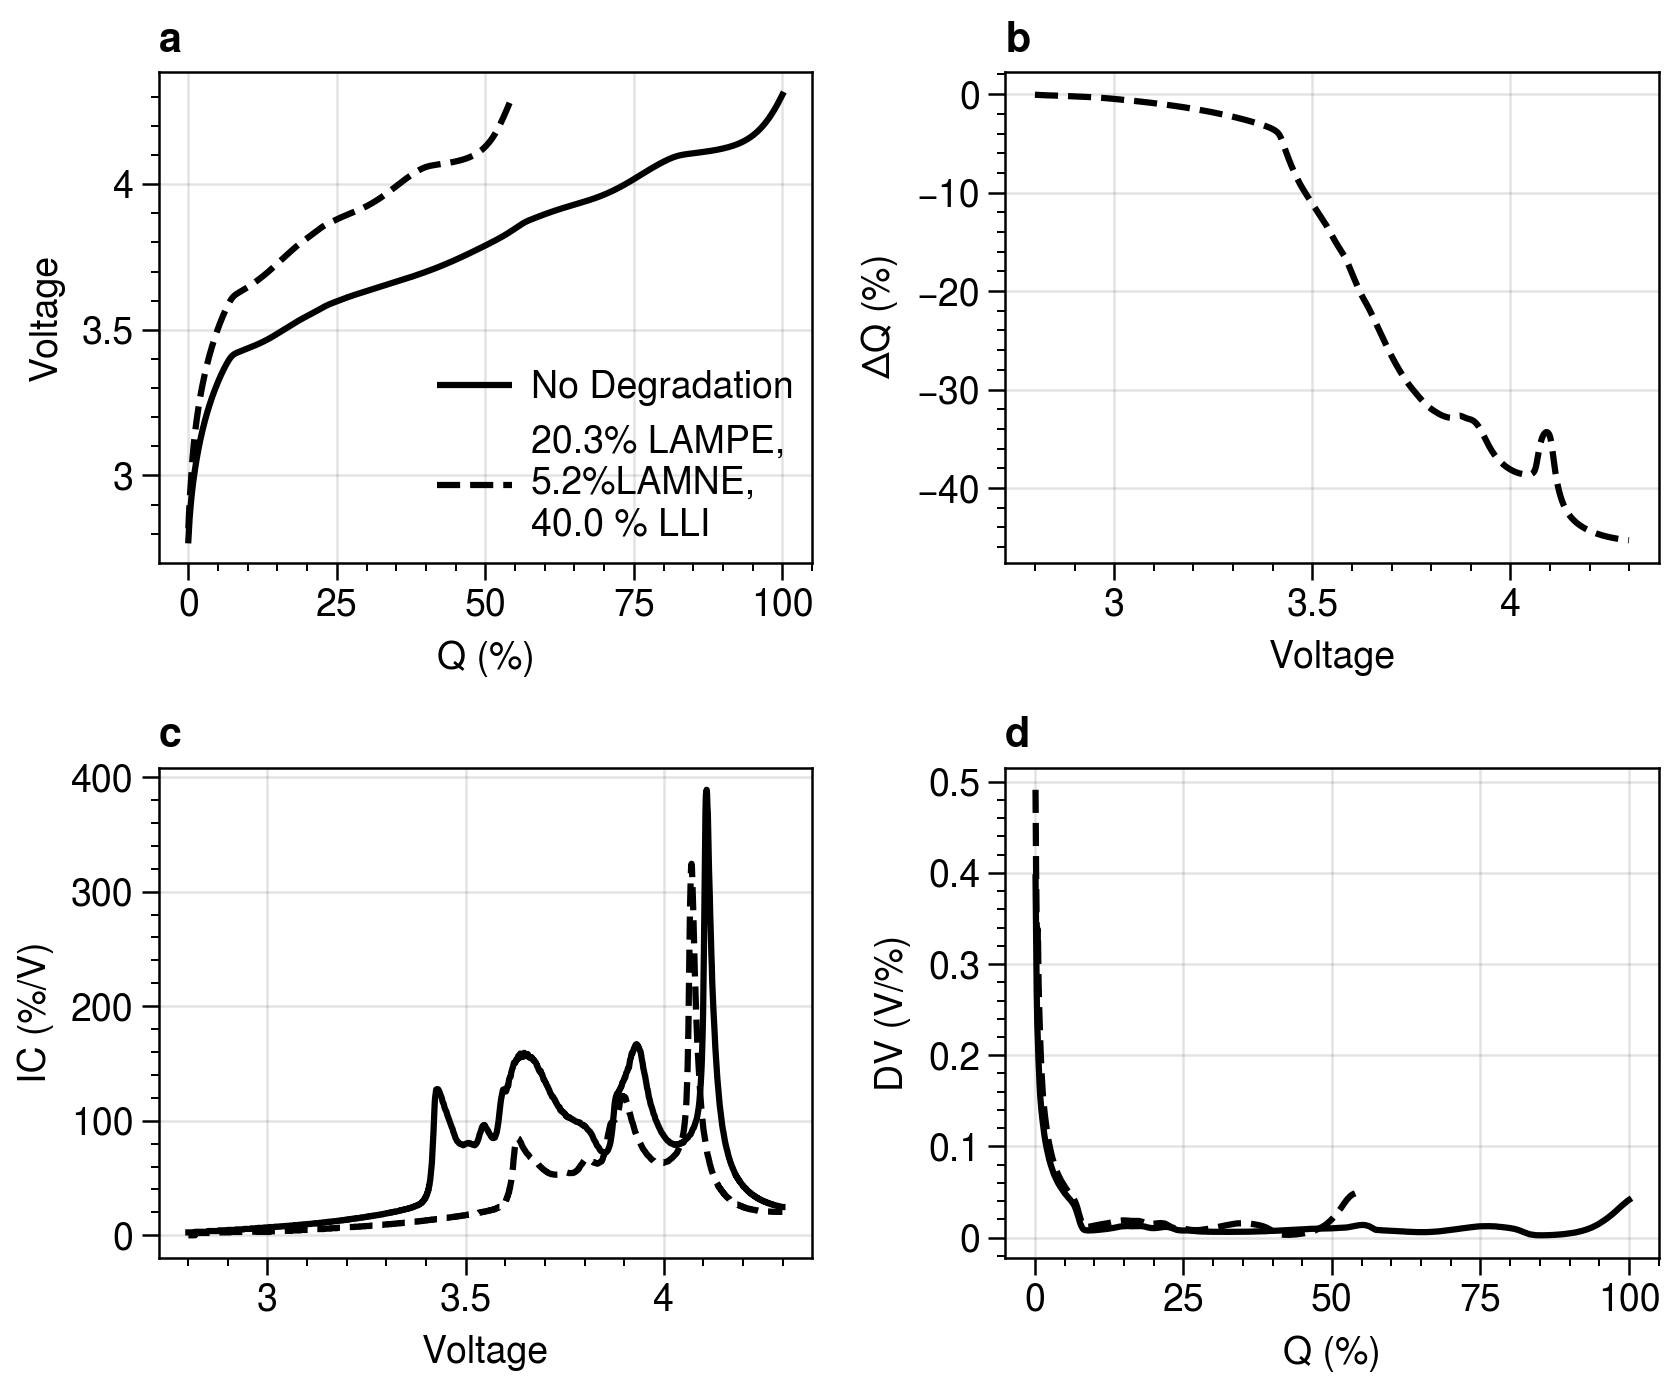 a
4
3.5
3
Voltage
No Degradation
20.3% LAMPE,
5.2%LAMNE,
40.0 % LLI
0 25 50 75 100
Q (%)
b
0
−10
−20
−30
−40
ΔQ (%)
3 3.5 4
Voltage
c
400
300
200
100
0
IC (%/V)
3 3.5 4
Voltage
d
0.5
0.4
0.3
0.2
0.1
0
DV (V/%)
0 25 50 75 100
Q (%)